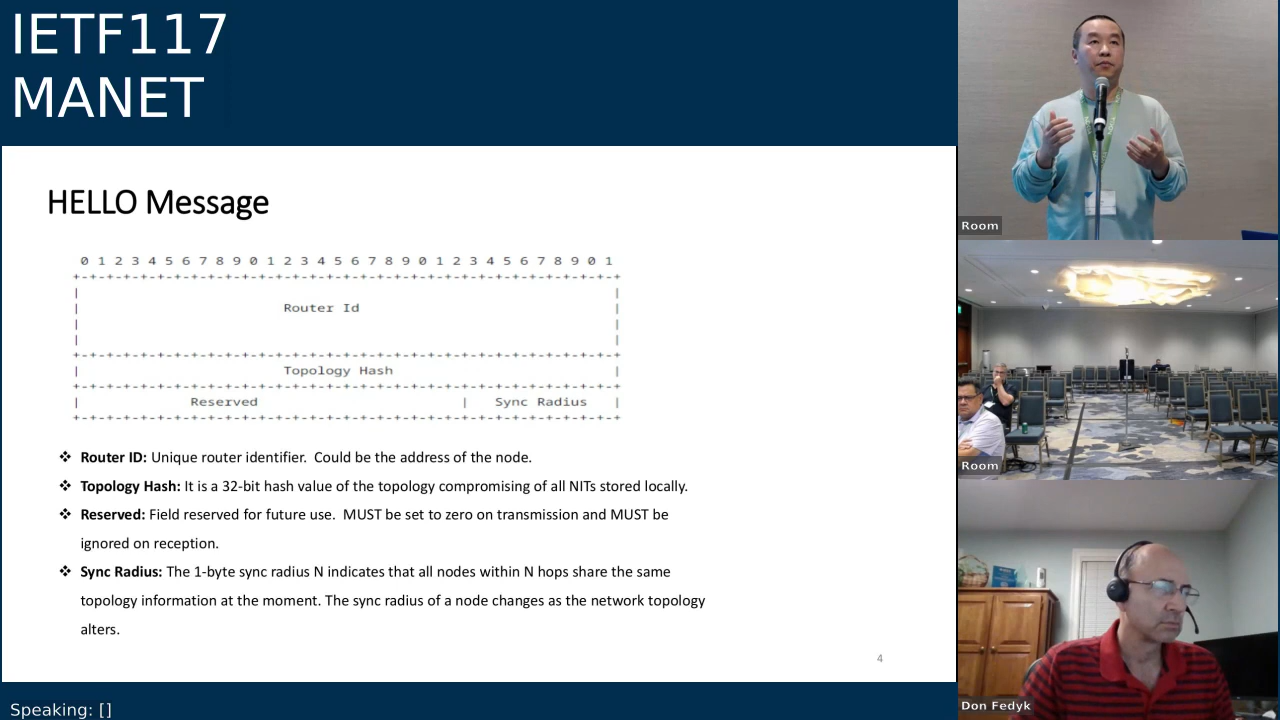 IETF117
MANET
HELLO Message
0 1 2 3 4 5 6 7 8 9 0 1 2 3 4 5 6 7 8 9 0 1 2 3 4 5 6 7 8 9 0 1
+-+-+-+-+-+-+-+-+-+-+-+-+-+-+-+-+-+-+-+-+-+-+-+-+-+-+-+-+-+-+-+-+
| |
| Router Id |
| |
| |
+-+-+-+-+-+-+-+-+-+-+-+-+-+-+-+-+-+-+-+-+-+-+-+-+-+-+-+-+-+-+-+-+
| Topology Hash |
+-+-+-+-+-+-+-+-+-+-+-+-+-+-+-+-+-+-+-+-+-+-+-+-+-+-+-+-+-+-+-+-+
| Reserved | Sync Radius |
+-+-+-+-+-+-+-+-+-+-+-+-+-+-+-+-+-+-+-+-+-+-+-+-+-+-+-+-+-+-+-+-+
❖ Router ID: Unique router identifier. Could be the address of the node.
❖ Topology Hash: It is a 32-bit hash value of the topology compromising of all NITs stored locally.
❖ Reserved: Field reserved for future use. MUST be set to zero on transmission and MUST be
ignored on reception.
❖ Sync Radius: The 1-byte sync radius N indicates that all nodes within N hops share the same
topology information at the moment. The sync radius of a node changes as the network topology
alters.
4
Speaking: []
Room
Room
Don Fedyk